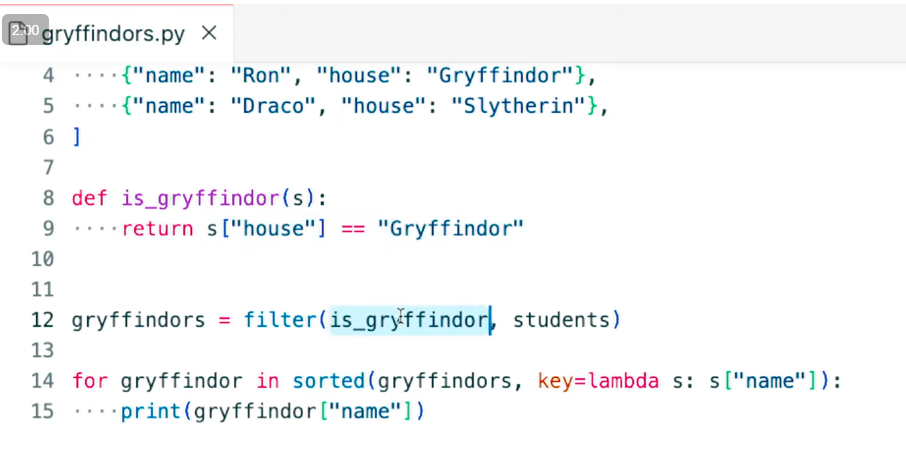 2:00
gryffindors.py ×
4 ····{"name": "Ron", "house": "Gryffindor"},
5 ····{"name": "Draco", "house": "Slytherin"},
6 ]
7
8 def is_gryffindor(s):
9 ····return s["house"] == "Gryffindor"
10
11
12 gryffindors = filter(is_gryffindor, students)
13
14 for gryffindor in sorted(gryffindors, key=lambda s: s["name"]):
15 ····print(gryffindor["name"])